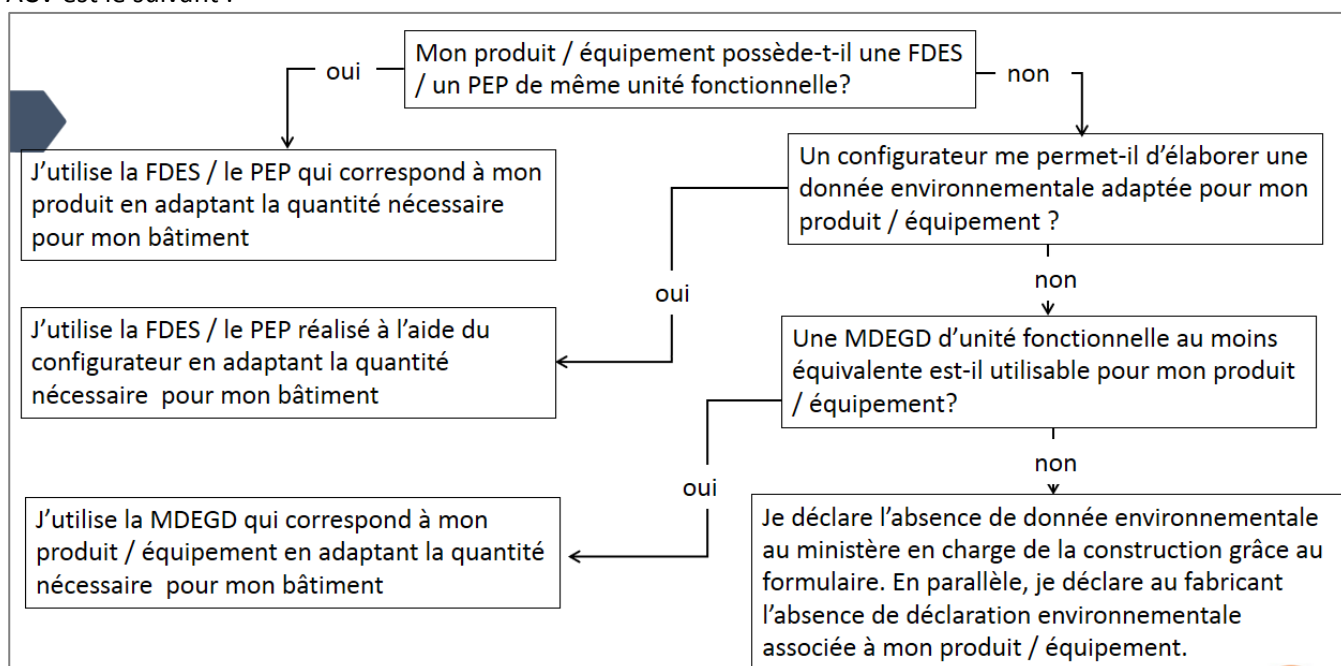 ACV est le suivant :
Mon produit / équipement possède-t-il une FDES
/ un PEP de même unité fonctionnelle?
oui
non
J'utilise la FDES / le PEP qui correspond à mon
produit en adaptant la quantité nécessaire
pour mon bâtiment
Un configurateur me permet-il d'élaborer une
donnée environnementale adaptée pour mon
produit / équipement ?
oui
non
J'utilise la FDES / le PEP réalisé à l'aide du
configurateur en adaptant la quantité
nécessaire pour mon bâtiment
Une MDEGD d'unité fonctionnelle au moins
équivalente est-il utilisable pour mon produit
/ équipement?
oui
non
J'utilise la MDEGD qui correspond à mon
produit / équipement en adaptant la quantité
nécessaire pour mon bâtiment
Je déclare l'absence de donnée environnementale
au ministère en charge de la construction grâce au
formulaire. En parallèle, je déclare au fabricant
l'absence de déclaration environnementale
associée à mon produit / équipement.